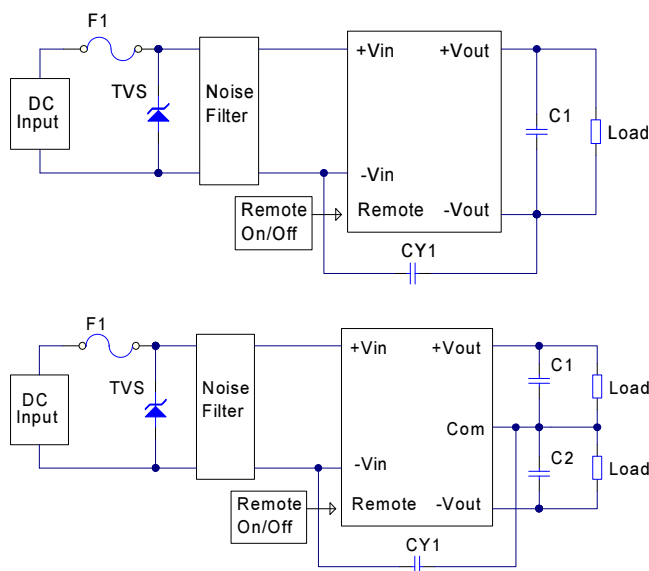 F1
+Vin
+Vout
TVS
Noise
Filter
DC
Input
C1
Load
-Vin
Remote
On/Off
Remote
-Vout
CY1
F1
+Vin
+Vout
TVS
Noise
Filter
C1
Load
DC
Input
Com
-Vin
C2
Load
Remote
On/Off
Remote
-Vout
CY1